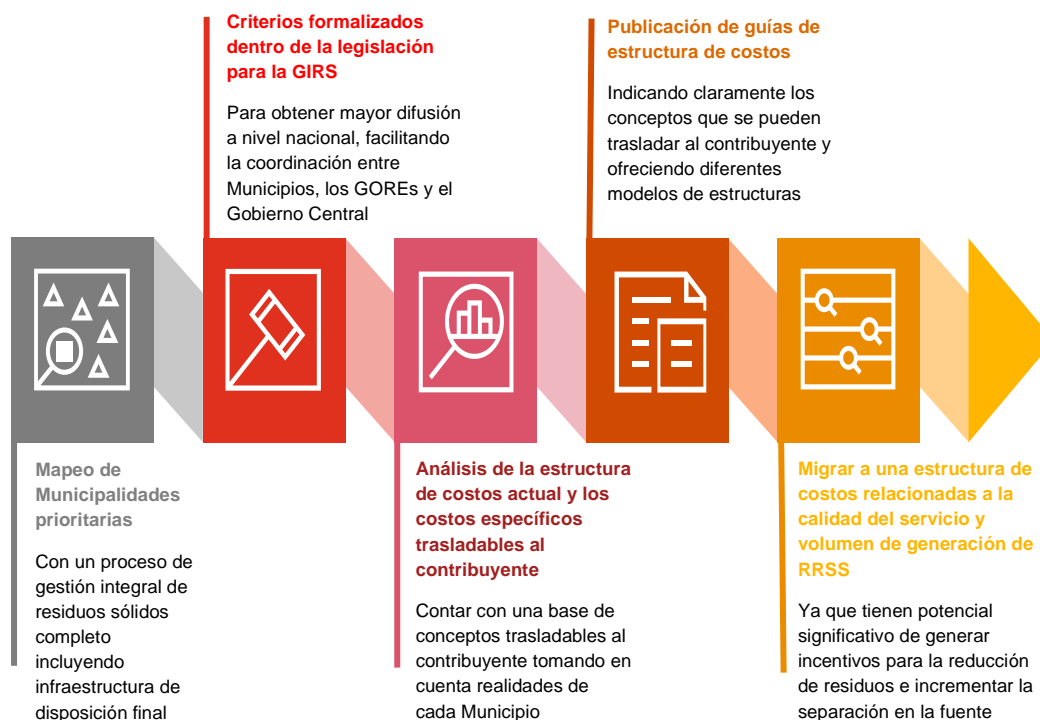 Mapeo de
Municipalidades
prioritarias
Con un proceso de
gestión integral de
residuos sólidos
completo
incluyendo
infraestructura de
disposición final
Criterios formalizados
dentro de la legislación
para la GIRS
Para obtener mayor difusión
a nivel nacional, facilitando
la coordinación entre
Municipios, los GOREs y el
Gobierno Central
Análisis de la estructura
de costos actual y los
costos específicos
trasladables al
contribuyente
Contar con una base de
conceptos trasladables al
contribuyente tomando en
cuenta realidades de
cada Municipio
Publicación de guías de
estructura de costos
Indicando claramente los
conceptos que se pueden
trasladar al contribuyente y
ofreciendo diferentes
modelos de estructuras
Migrar a una estructura de
costos relacionadas a la
calidad del servicio y
volumen de generación de
RRSS
Ya que tienen potencial
significativo de generar
incentivos para la reducción
de residuos e incrementar la
separación en la fuente